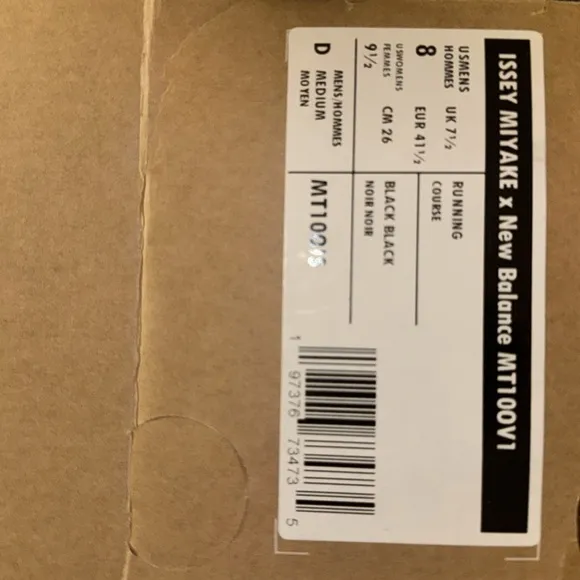 ISSEY MIYAKE x New Balance MT100V1
USMENS
HOMMES
8
UK 7½
EUR 41½
USWOMENS
FEMMES
9½
CM 26
D
MENS/HOMMES
MEDIUM
MOYEN
RUNNING
COURSE
BLACK BLACK
NOIR NOIR
1 97376 73473 5